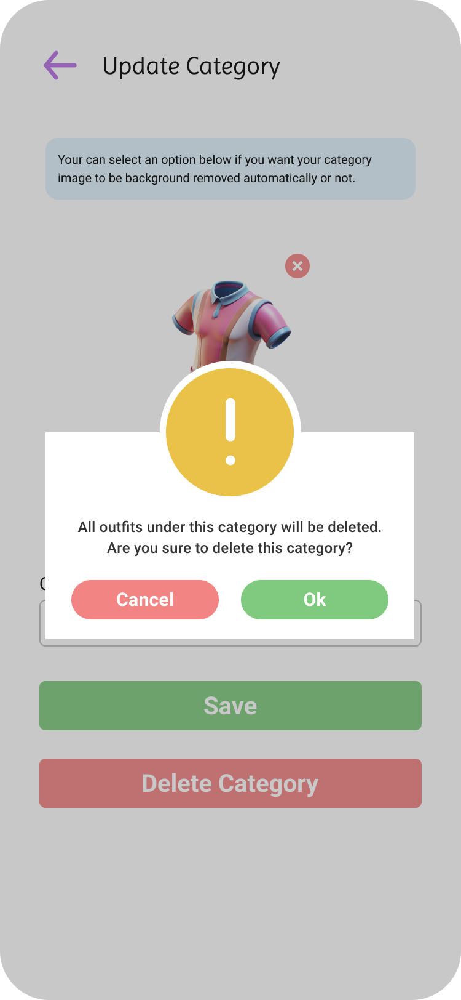 Update Category
Your can select an option below if you want your category
image to be background removed automatically or not.
All outfits under this category will be deleted.
Are you sure to delete this category?
Cancel
Ok
Save
Delete Category